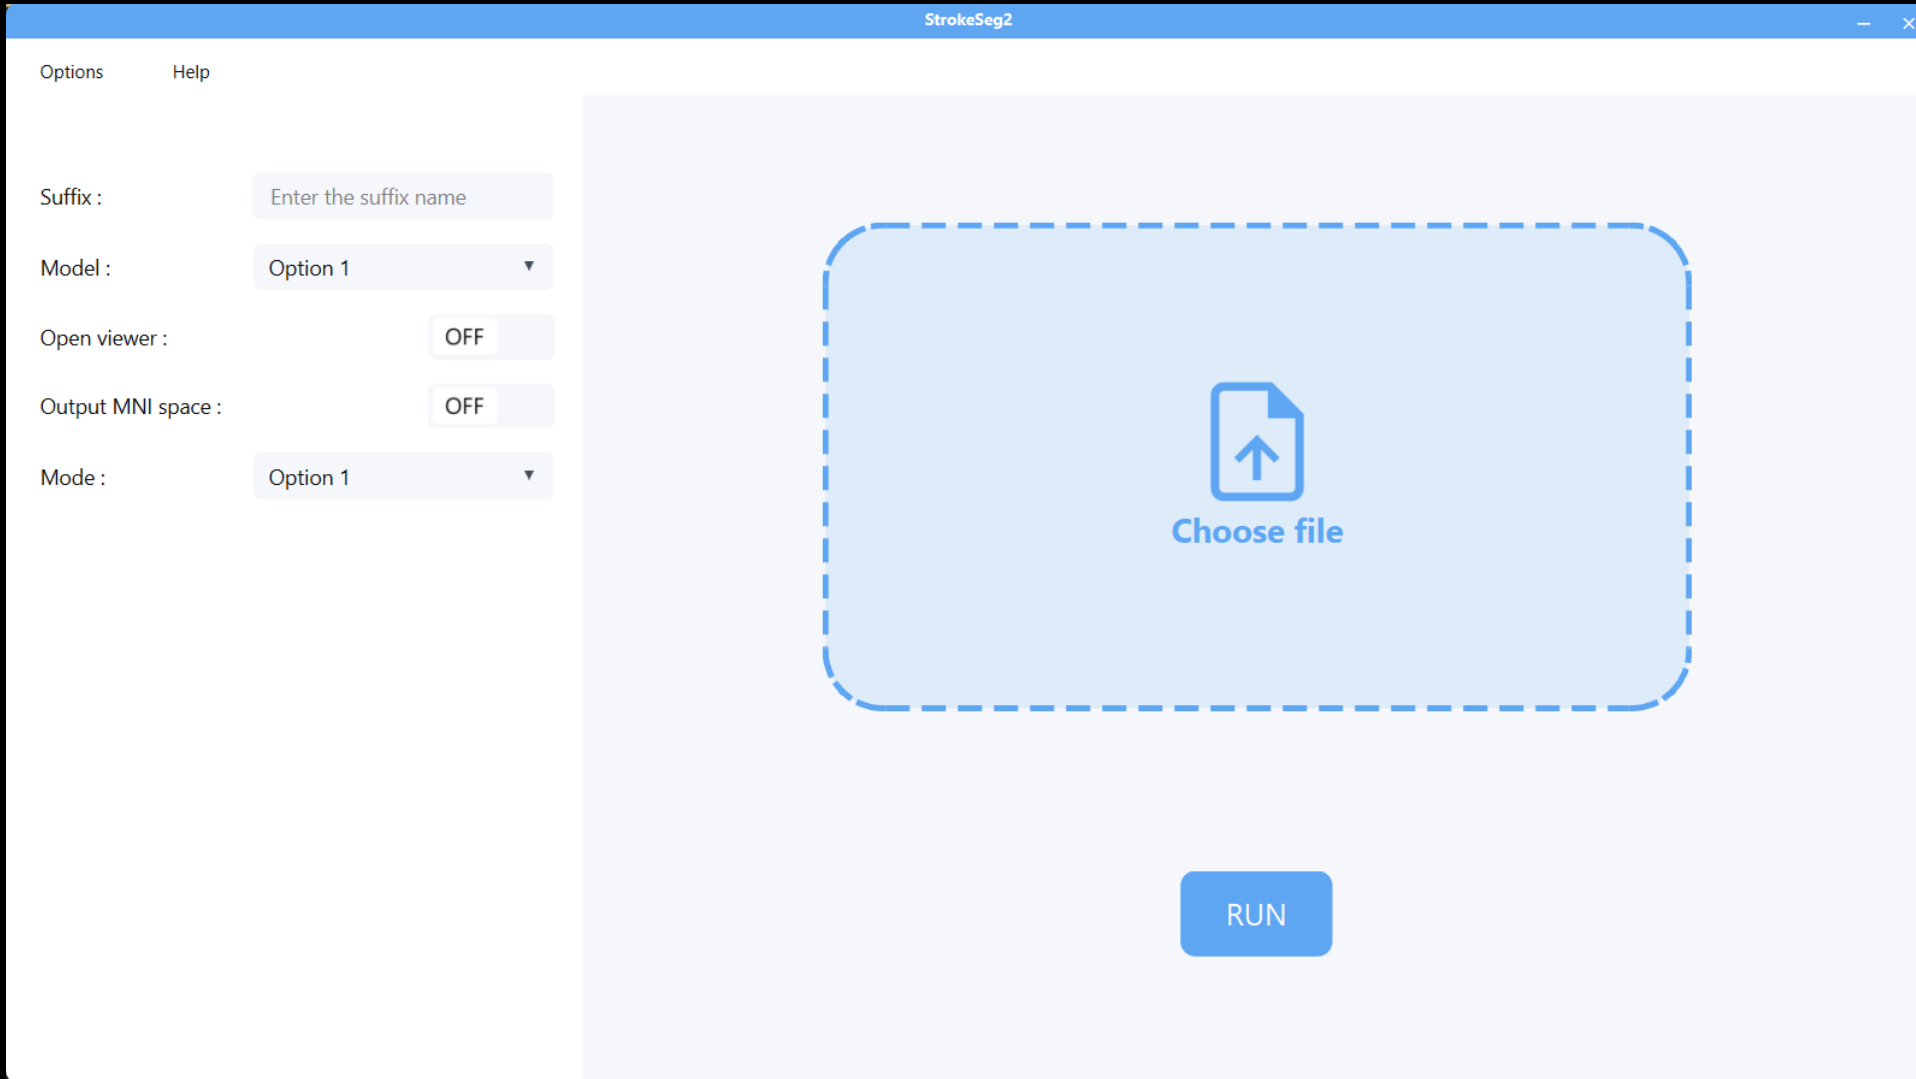 StrokeSeg2
Options Help
Suffix : Enter the suffix name
Model : Option 1
Open viewer : OFF
Output MNI space : OFF
Mode : Option 1
Choose file
RUN